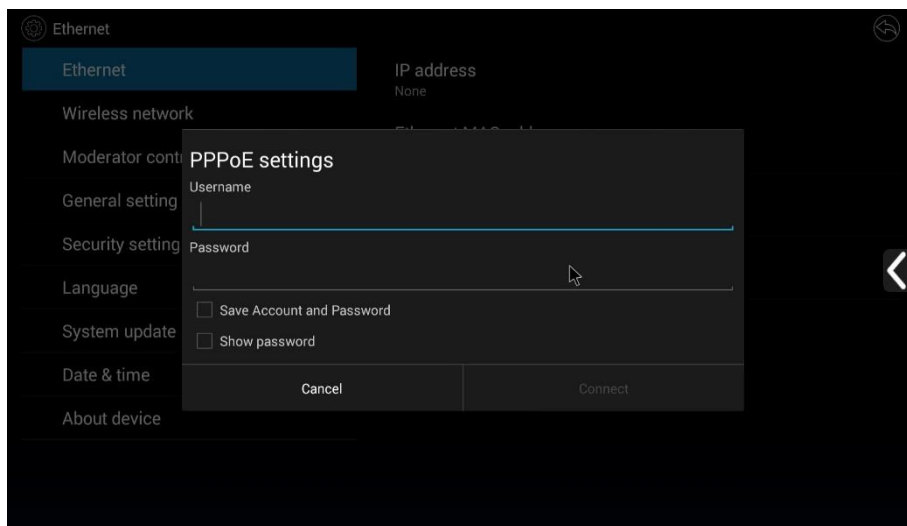 Ethernet
Ethernet
IP address
None
Wireless network
Moderator
PPPoE settings
Username
General setting
Security setting
Password
Language
Save Account and Password
System update
Show password
Date & time
Cancel
Connect
About device